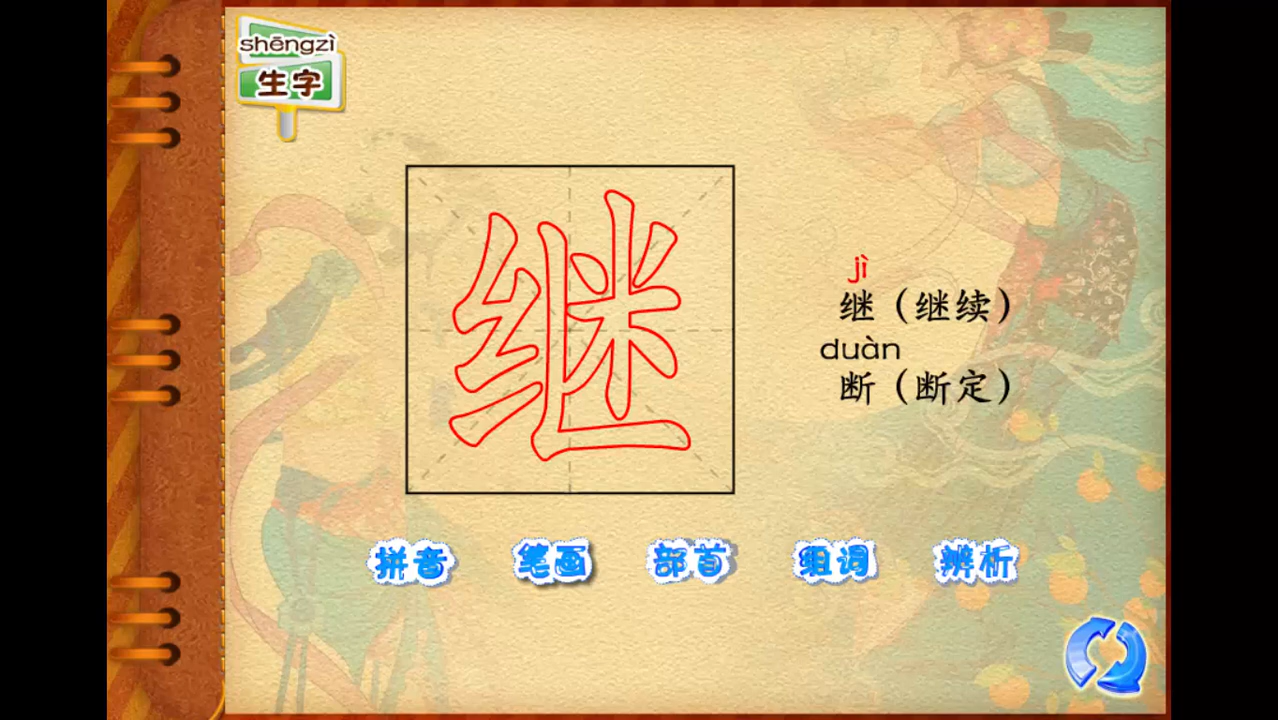 shēngzì
生字
继
jì
继（继续）
duàn
断（断定）
拼音 笔画 部首 组词 辨析